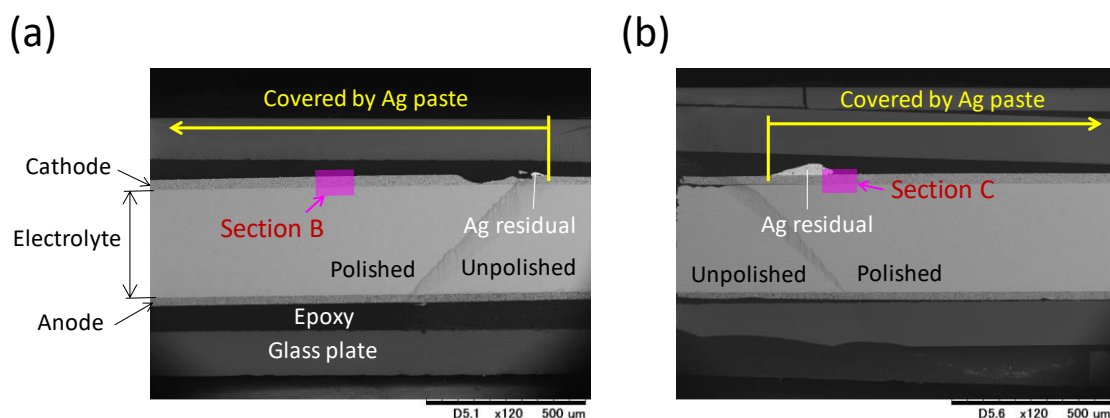 (a)
(b)
Covered by Ag paste
Covered by Ag paste
Cathode
Section B
Section C
Electrolyte
Ag residual
Ag residual
Polished
Unpolished
Unpolished
Polished
Anode
Epoxy
Glass plate
D5.1 x120 500 um
D5.6 x120 500 um